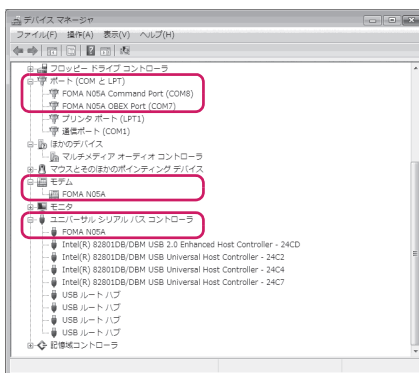 デバイス マネージャ
ファイル(F) 操作(A) 表示(V) ヘルプ(H)
フロッピー ドライブ コントローラ
ポート (COM と LPT)
FOMA N05A Command Port (COM8)
FOMA N05A OBEX Port (COM7)
プリンタ ポート (LPT1)
通信ポート (COM1)
ほかのデバイス
マルチメディア オーディオ コントローラ
マウスとそのほかのポインティング デバイス
モデム
FOMA N05A
モニタ
ユニバーサル シリアル バス コントローラ
FOMA N05A
Intel(R) 82801DB/DBM USB 2.0 Enhanced Host Controller - 24CD
Intel(R) 82801DB/DBM USB Universal Host Controller - 24C2
Intel(R) 82801DB/DBM USB Universal Host Controller - 24C4
Intel(R) 82801DB/DBM USB Universal Host Controller - 24C7
USB ルート ハブ
USB ルート ハブ
USB ルート ハブ
USB ルート ハブ
記憶域コントローラ